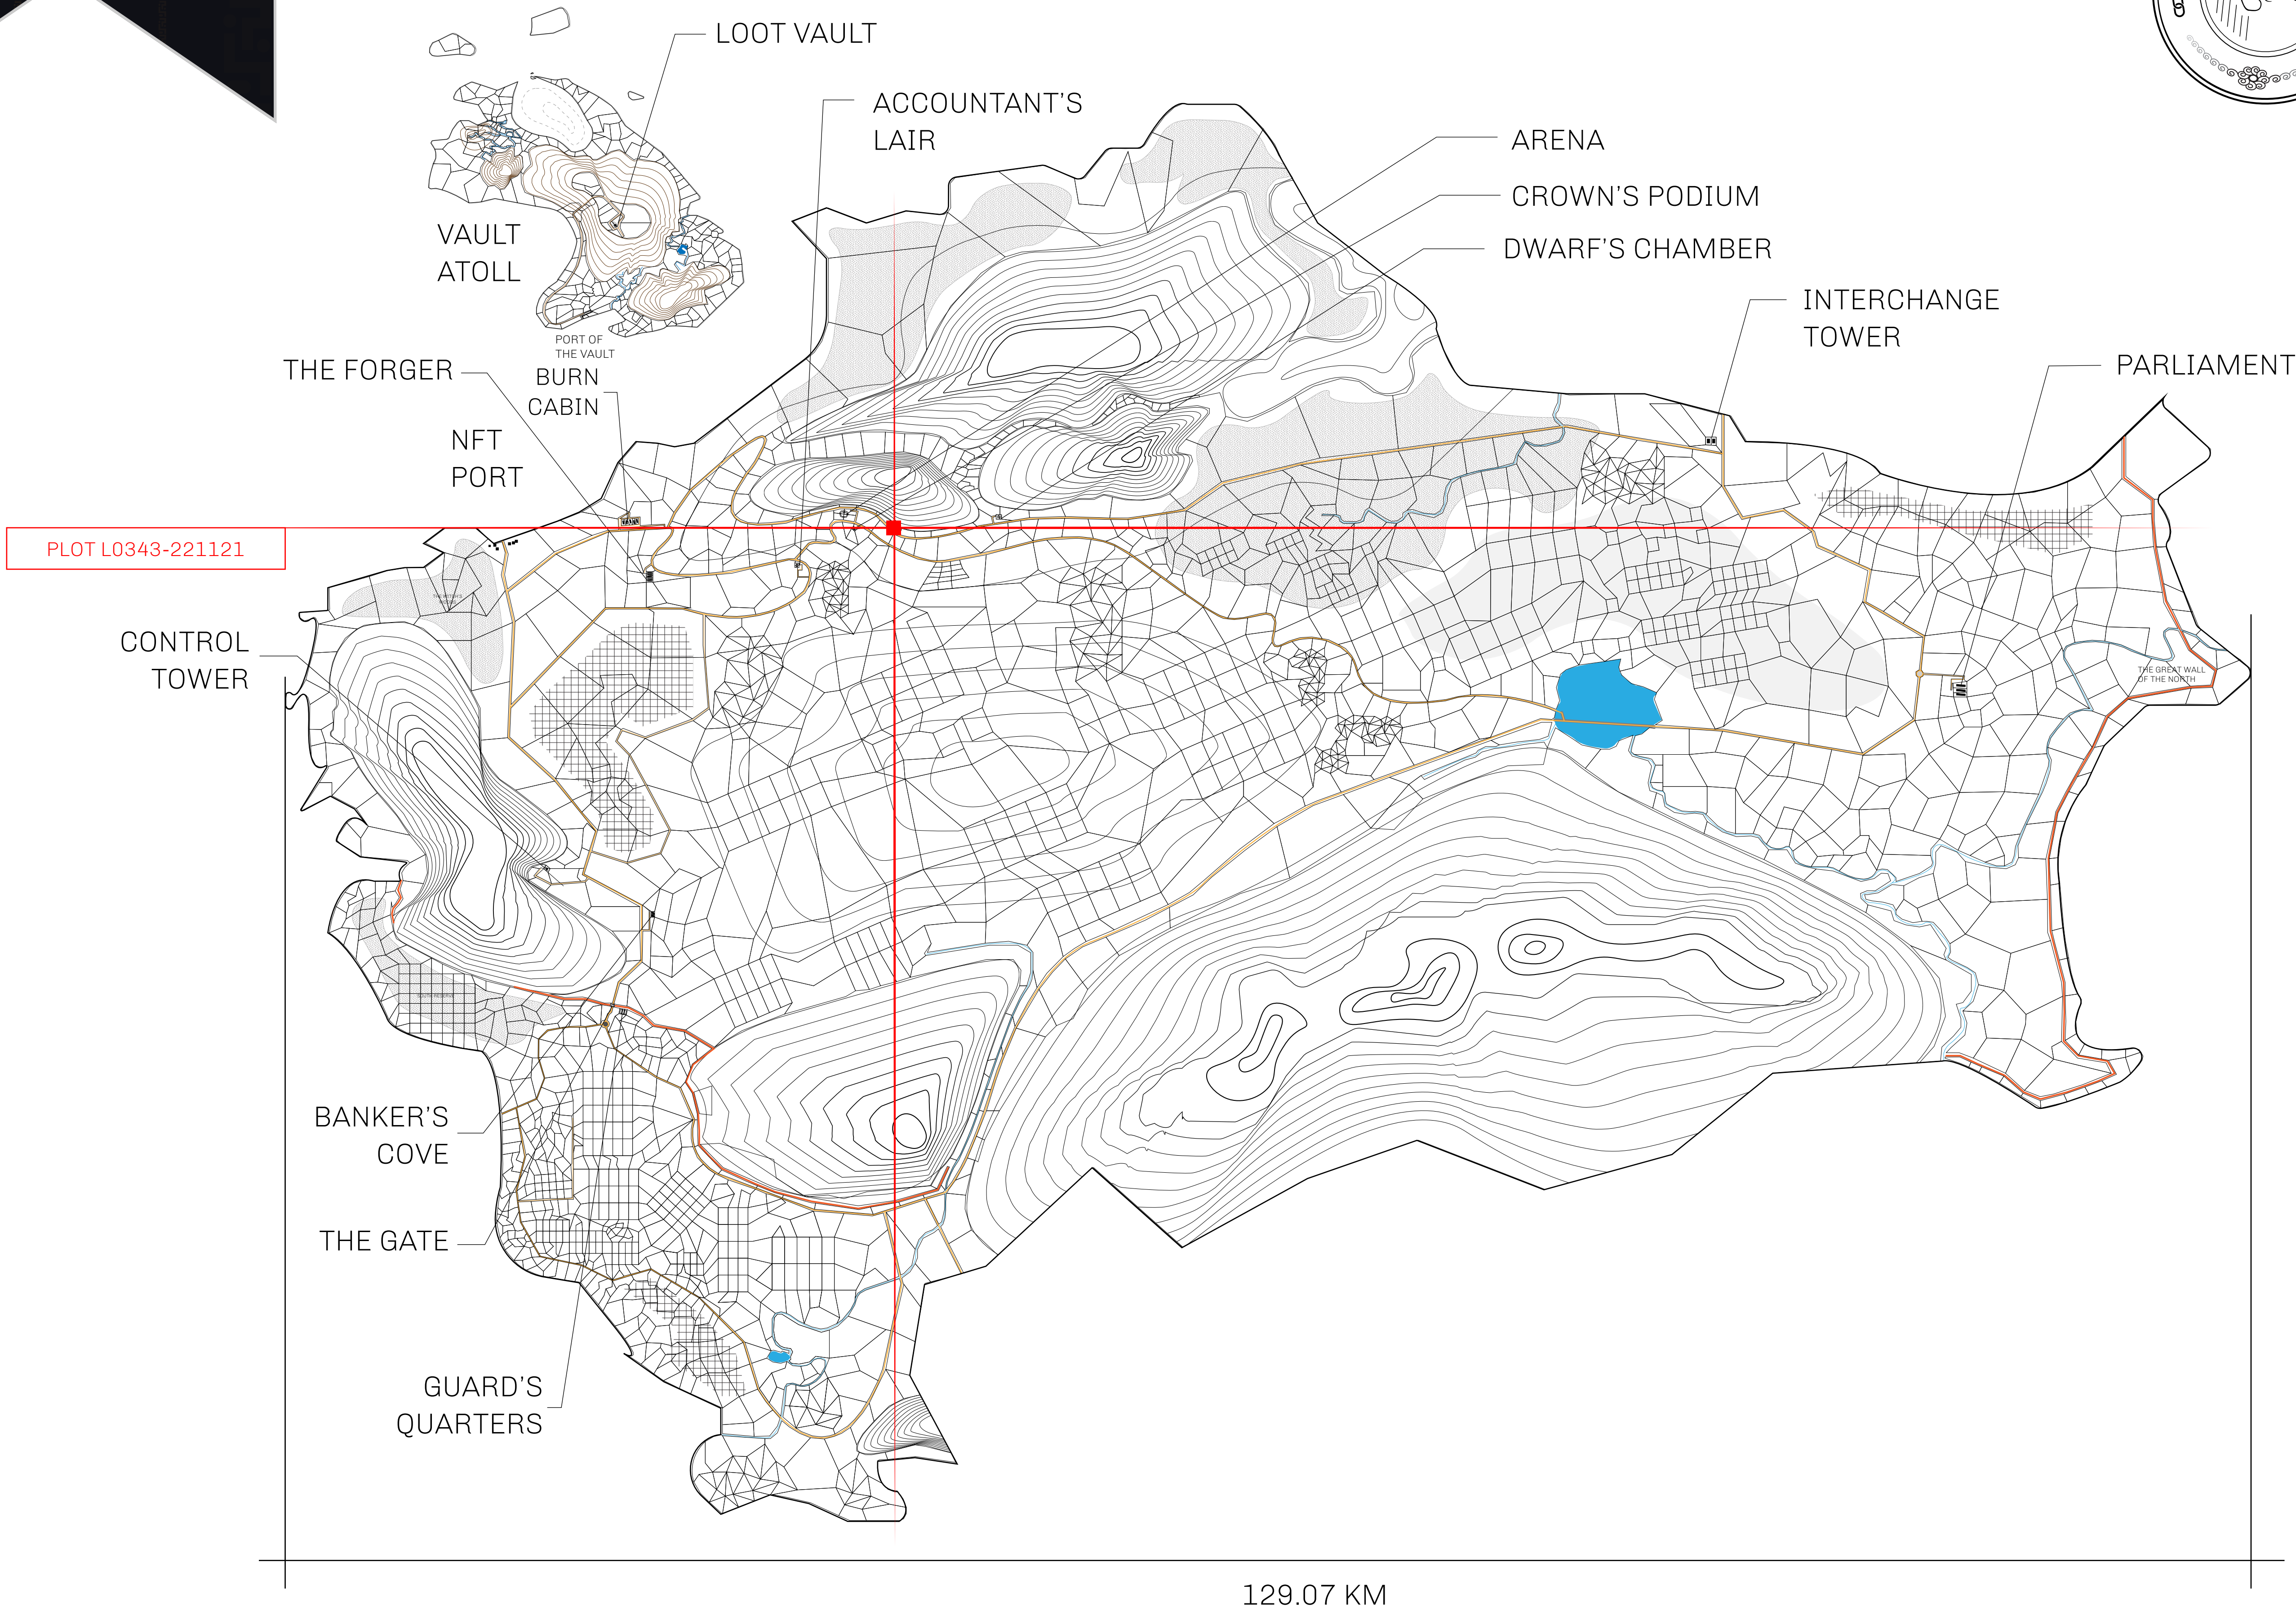 LOOT VAULT
ACCOUNTANT'S
LAIR
ARENA
CROWN'S PODIUM
DWARF'S CHAMBER
VAULT
ATOLL
INTERCHANGE
TOWER
PORT OF
THE VAULT
THE FORGER
BURN
CABIN
PARLIAMENT
NFT
PORT
PLOT L0343-221121
CONTROL
TOWER
THE GREAT WALL
OF THE NORTH
SOUTH RESERVE
BANKER'S
COVE
THE GATE
GUARD'S
QUARTERS
129.07 KM